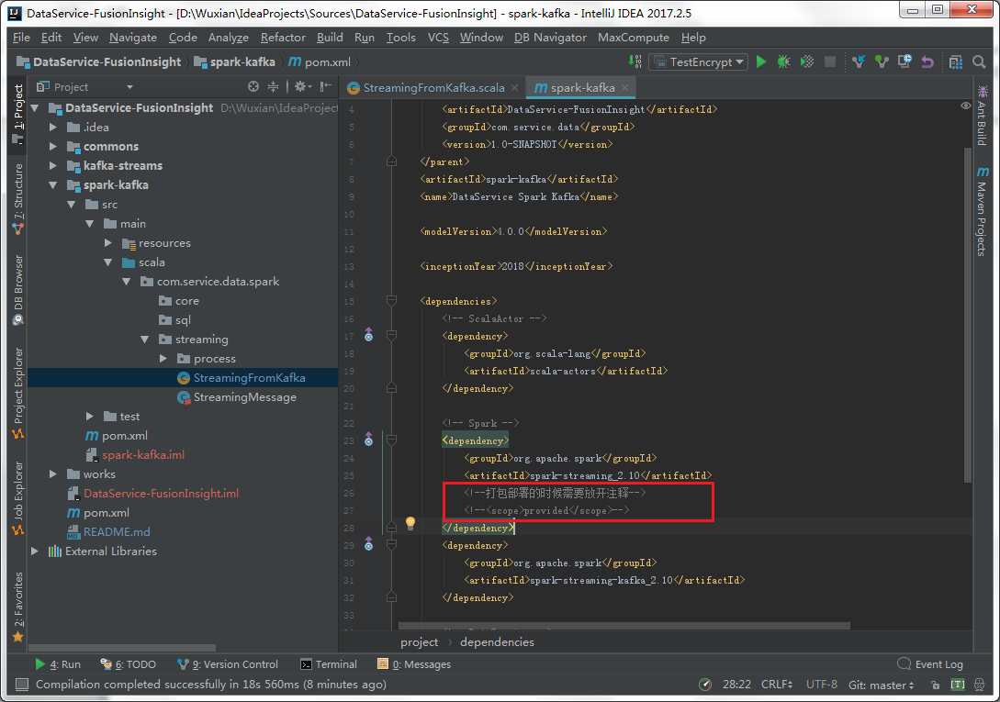 DataService-FusionInsight - [D:\Wuxian\IdeaProjects\Sources\DataService-FusionInsight] - spark-kafka - IntelliJ IDEA 2017.2.5
File Edit View Navigate Code Analyze Refactor Build Run Tools VCS Window DB Navigator MaxCompute Help
DataService-FusionInsight spark-kafka m pom.xml
TestEncrypt
Project
StreamingFromKafka.scala
m spark-kafka
1: Project
7: Structure
DB Browser
Project Explorer
Job Explorer
2: Favorites
DataService-FusionInsight D:\Wuxian\IdeaProject
.idea
commons
kafka-streams
spark-kafka
src
main
resources
scala
com.service.data.spark
core
sql
streaming
process
StreamingFromKafka
StreamingMessage
test
m pom.xml
spark-kafka.iml
works
DataService-FusionInsight.iml
m pom.xml
README.md
External Libraries
4 <artifactId>DataService-FusionInsight</artifactId>
5 <groupId>com.service.data</groupId>
6 <version>1.0-SNAPSHOT</version>
7 </parent>
8 <artifactId>spark-kafka</artifactId>
9 <name>DataService Spark Kafka</name>
10
11 <modelVersion>4.0.0</modelVersion>
12
13 <inceptionYear>2018</inceptionYear>
14
15 <dependencies>
16 <!-- ScalaActor -->
17 <dependency>
18 <groupId>org.scala-lang</groupId>
19 <artifactId>scala-actors</artifactId>
20 </dependency>
21
22 <!-- Spark -->
23 <dependency>
24 <groupId>org.apache.spark</groupId>
25 <artifactId>spark-streaming_2.10</artifactId>
26 <!--打包部署的时候需要放开注释-->
27 <!--<scope>provided</scope>-->
28 </dependency>
29 <dependency>
30 <groupId>org.apache.spark</groupId>
31 <artifactId>spark-streaming-kafka_2.10</artifactId>
32 </dependency>
33
project dependencies
Ant Build
m Maven Projects
4: Run 6: TODO 9: Version Control Terminal 0: Messages Event Log
Compilation completed successfully in 18s 560ms (8 minutes ago) 28:22 CRLF UTF-8 Git: master [T]